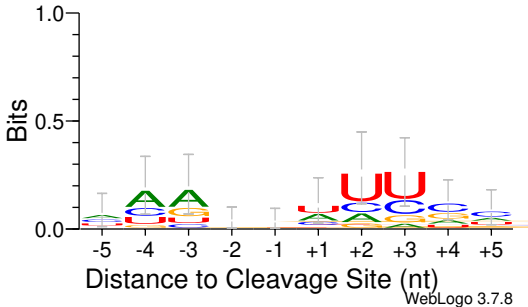 1.0
0.5
0.0
Bits
A C U G
A C U G
A G U C
U A C
U C A G
U C G A
C G A U
C G A
-5 -4 -3 -2 -1 +1 +2 +3 +4 +5
Distance to Cleavage Site (nt)
WebLogo 3.7.8